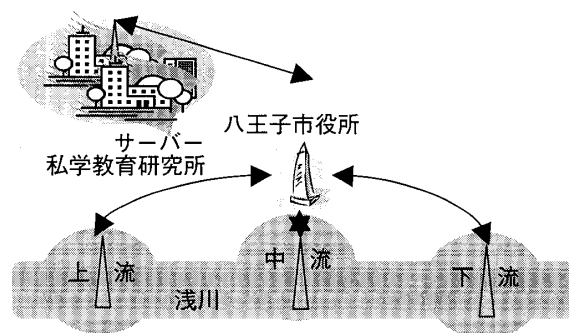 八王子市役所
サーバー
私学教育研究所
上流
中流
下流
浅川